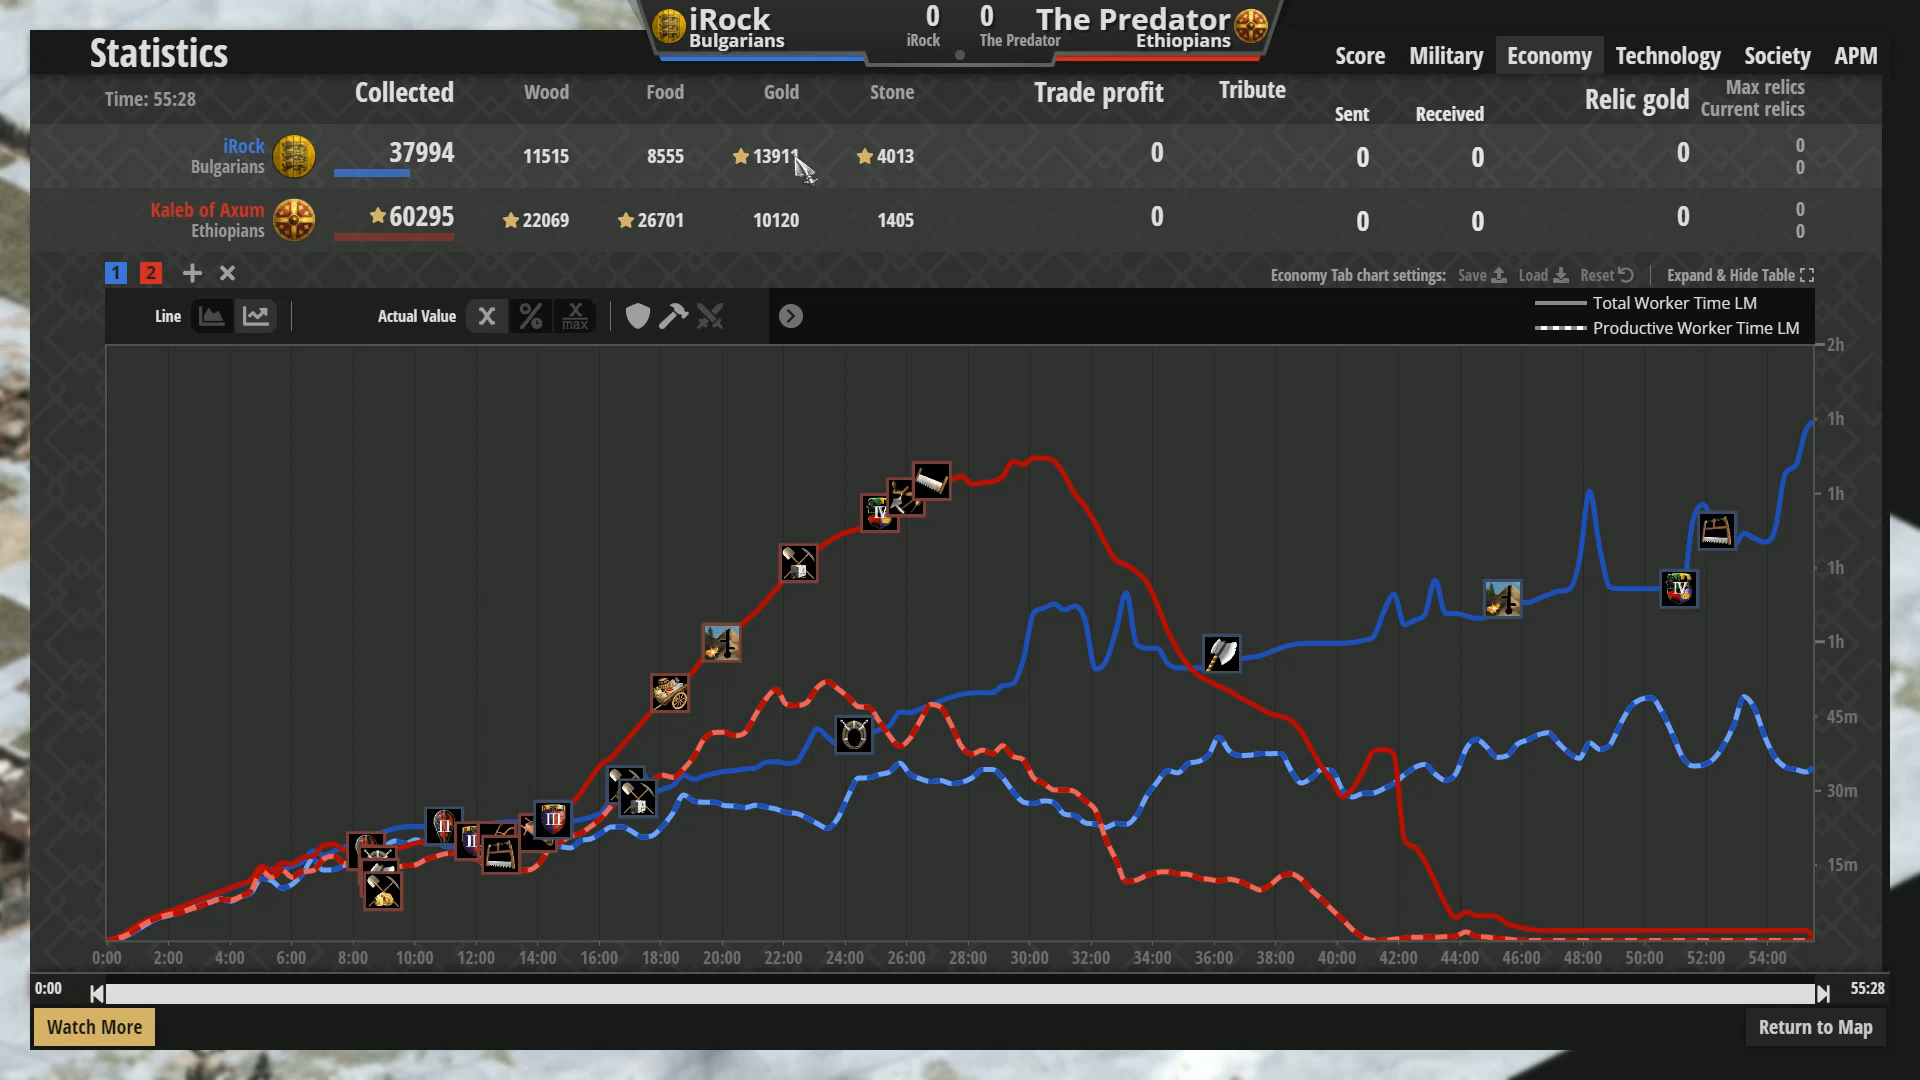 iRock
Bulgarians
0
iRock
0
The Predator
The Predator
Ethiopians
Statistics
Score Military Economy Technology Society APM
Time: 55:28
Collected Wood Food Gold Stone Trade profit Tribute Sent Received Relic gold Max relics Current relics
iRock
Bulgarians
37994 11515 8555 13911 4013 0 0 0 0 0
0
Kaleb of Axum
Ethiopians
60295 22069 26701 10120 1405 0 0 0 0 0
0
1 2
Economy Tab chart settings: Save Load Reset Expand & Hide Table
Line Actual Value X % X max
Total Worker Time LM
Productive Worker Time LM
2h
1h
1h
1h
1h
45m
30m
15m
IV
IV
II
II
III
0:00 2:00 4:00 6:00 8:00 10:00 12:00 14:00 16:00 18:00 20:00 22:00 24:00 26:00 28:00 30:00 32:00 34:00 36:00 38:00 40:00 42:00 44:00 46:00 48:00 50:00 52:00 54:00
0:00 55:28
Watch More Return to Map